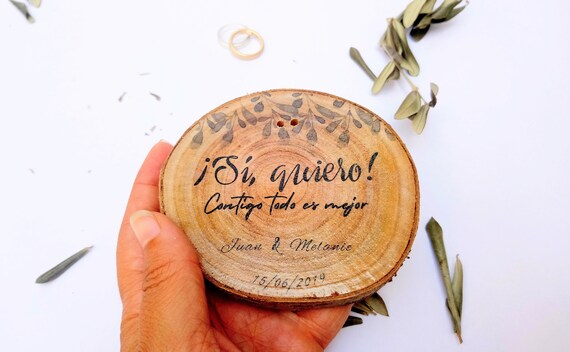 ¡Sí, quiero!
Contigo todo es mejor
Juan & Melanie
15/06/2019